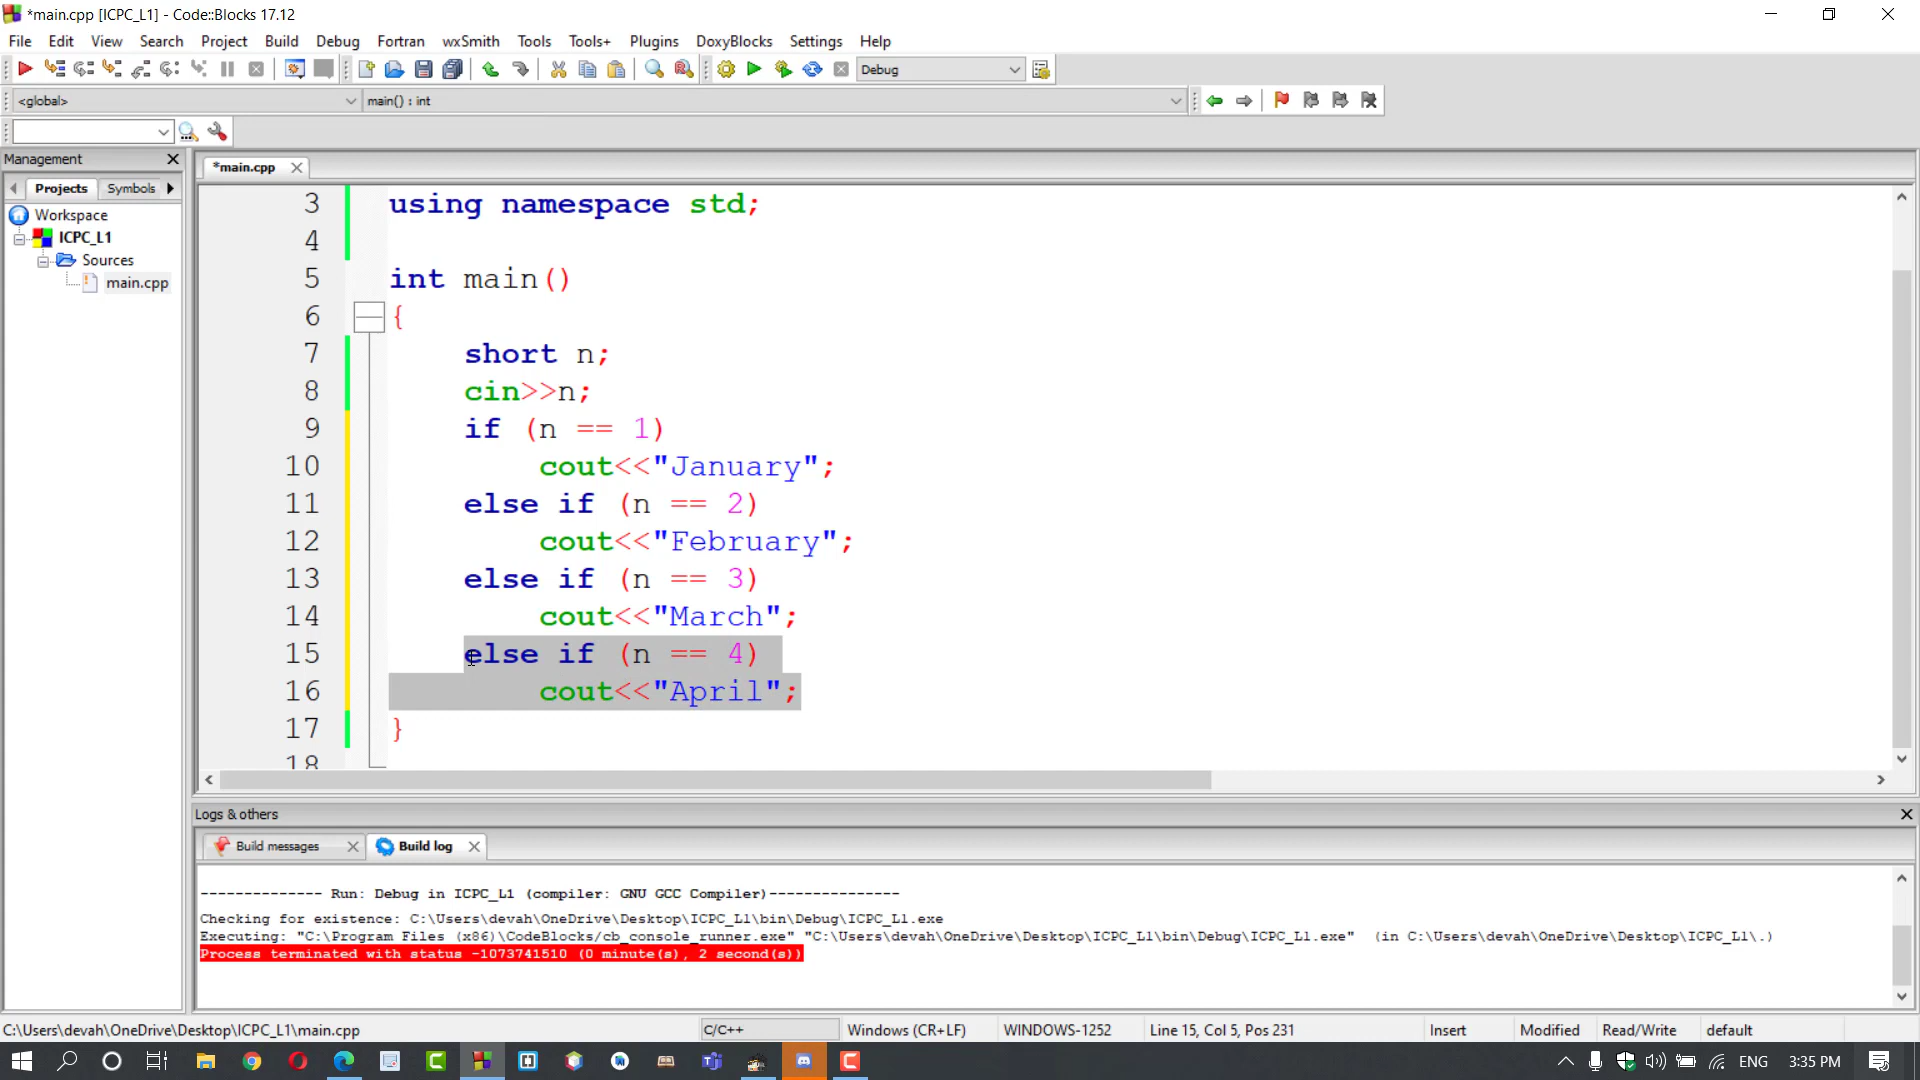 *main.cpp [ICPC_L1] - Code::Blocks 17.12
File Edit View Search Project Build Debug Fortran wxSmith Tools Tools+ Plugins DoxyBlocks Settings Help
Debug
<global> main() : int
Management
*main.cpp
Projects Symbols
Workspace
ICPC_L1
Sources
main.cpp
3 using namespace std;
4
5 int main()
6 {
7 short n;
8 cin>>n;
9 if (n == 1)
10 cout<<"January";
11 else if (n == 2)
12 cout<<"February";
13 else if (n == 3)
14 cout<<"March";
15 else if (n == 4)
16 cout<<"April";
17 }
18
Logs & others
Build messages Build log
-------------- Run: Debug in ICPC_L1 (compiler: GNU GCC Compiler)---------------
Checking for existence: C:\Users\devah\OneDrive\Desktop\ICPC_L1\bin\Debug\ICPC_L1.exe
Executing: "C:\Program Files (x86)\CodeBlocks/cb_console_runner.exe" "C:\Users\devah\OneDrive\Desktop\ICPC_L1\bin\Debug\ICPC_L1.exe" (in C:\Users\devah\OneDrive\Desktop\ICPC_L1\.)
Process terminated with status -1073741510 (0 minute(s), 2 second(s))
C:\Users\devah\OneDrive\Desktop\ICPC_L1\main.cpp C/C++ Windows (CR+LF) WINDOWS-1252 Line 15, Col 5, Pos 231 Insert Modified Read/Write default
ENG 3:35 PM